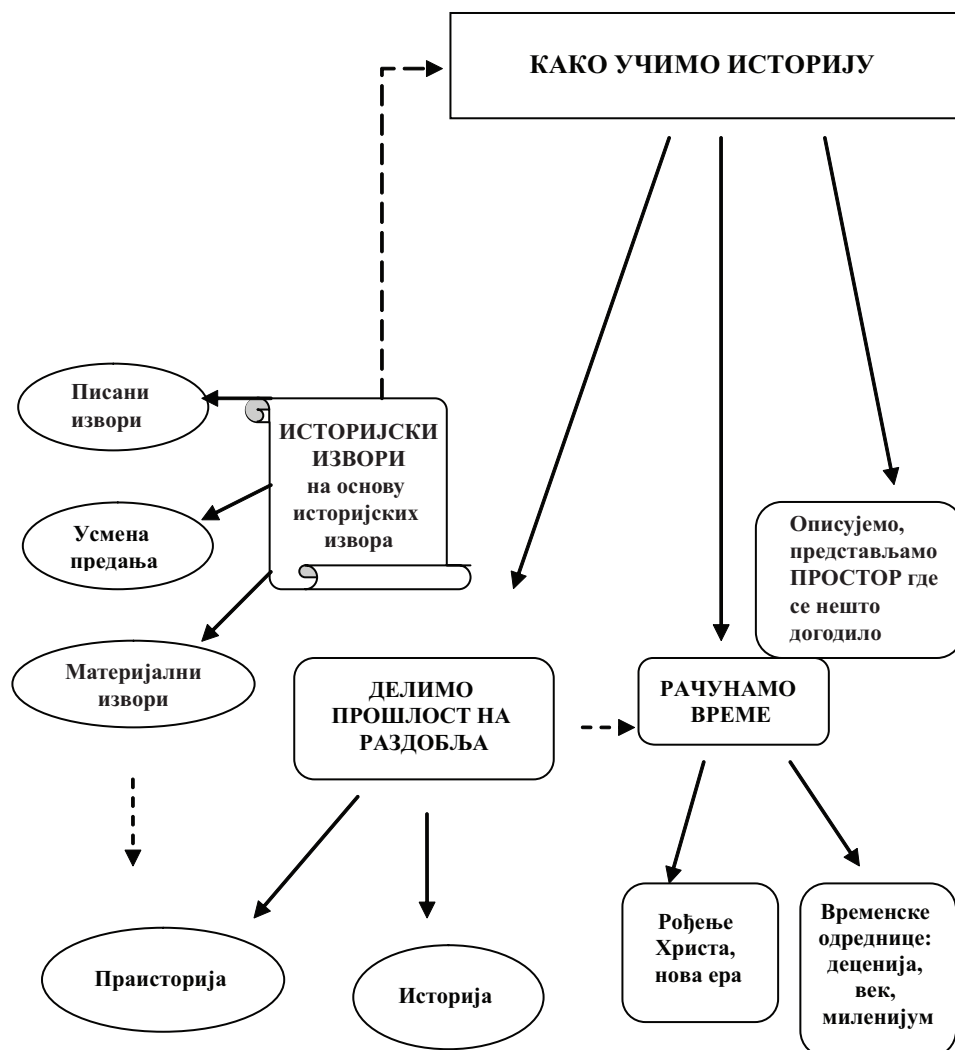 КАКО УЧИМО ИСТОРИЈУ
Писани
извори
ИСТОРИЈСКИ
ИЗВОРИ
на основу
историјских
извора
Усмена
предања
Материјални
извори
Описујемо,
представљамо
ПРОСТОР где
се нешто
догодило
ДЕЛИМО
ПРОШЛОСТ НА
РАЗДОБЉА
РАЧУНАМО
ВРЕМЕ
Праисторија
Историја
Рођење
Христа,
нова ера
Временске
одреднице:
деценија,
век,
миленијум